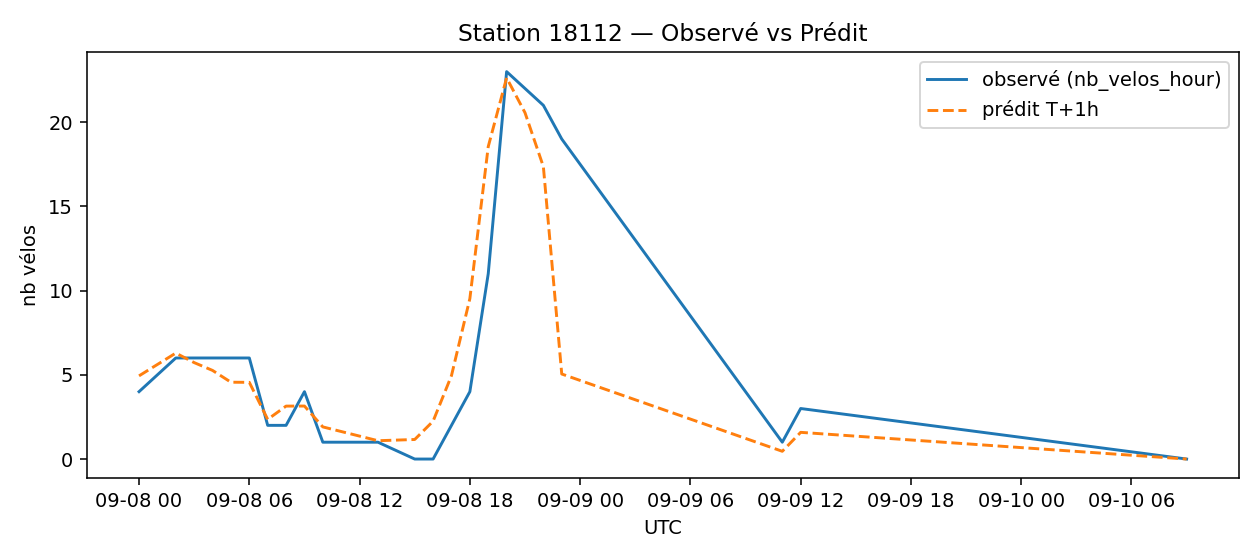 Station 18112 — Observé vs Prédit
observé (nb_velos_hour)
prédit T+1h
nb vélos
20
15
10
5
0
09-08 00 09-08 06 09-08 12 09-08 18 09-09 00 09-09 06 09-09 12 09-09 18 09-10 00 09-10 06
UTC